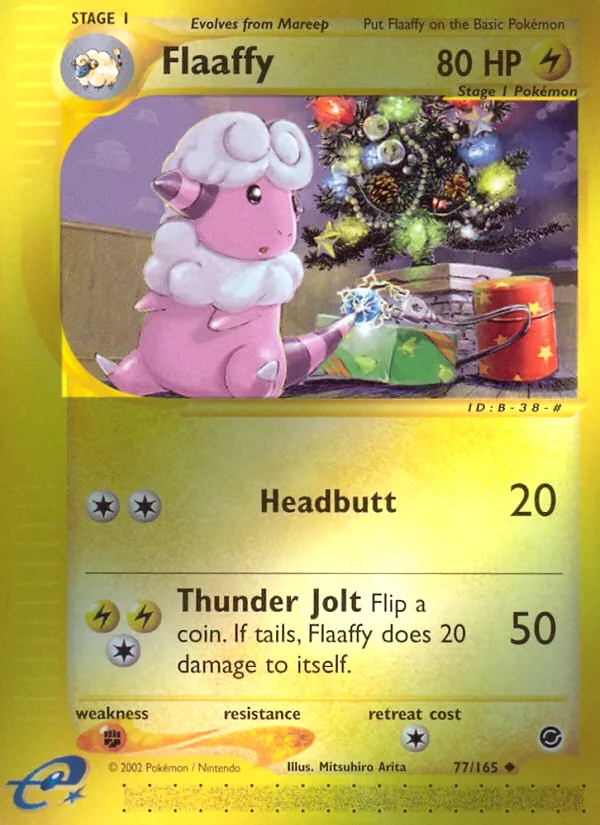 STAGE 1
Evolves from Mareep
Put Flaaffy on the Basic Pokémon
Flaaffy
80 HP
Stage 1 Pokémon
ID:B-38-#
Headbutt 20
Thunder Jolt Flip a
coin. If tails, Flaaffy does 20
damage to itself.
50
weakness resistance retreat cost
© 2002 Pokémon / Nintendo Illus. Mitsuhiro Arita 77/165
e